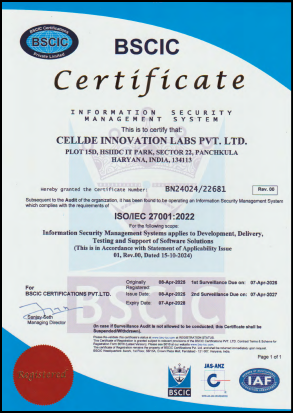 BSCIC Certifications
BSCIC
Private Limited
BSCIC
Certificate
INFORMATION SECURITY
MANAGEMENT SYSTEM
This is to certify that
CELLDE INNOVATION LABS PVT. LTD.
PLOT 15D, HSIIDC IT PARK, SECTOR 22, PANCHKULA
HARYANA, INDIA, 134113
Hereby granted the Certificate Number: BN24024/22681 Rev. 00
Subsequent to the Audit of the organization, it has been found to be operating an Information Security Management System
which complies with the requirements of
ISO/IEC 27001:2022
For the following scope:
Information Security Management Systems applies to Development, Delivery,
Testing and Support of Software Solutions
(This is in Accordance with Statement of Applicability Issue
01, Rev.00, Dated 15-10-2024)
For
BSCIC CERTIFICATIONS PVT.LTD.
Sanjay Seth
Managing Director
Originally Registered 08-Apr-2025 1st Surveillance Due on: 07-Apr-2026
Issue Date 08-Apr-2025 2nd Surveillance Due on: 07-Apr-2027
Expiry Date 07-Apr-2028
(In case if Surveillance Audit is not allowed to be conducted; this Certificate shall be
Suspended/Withdrawn).
Page 1 of 1
Registered
BSCIC
JAS-ANZ
IAF